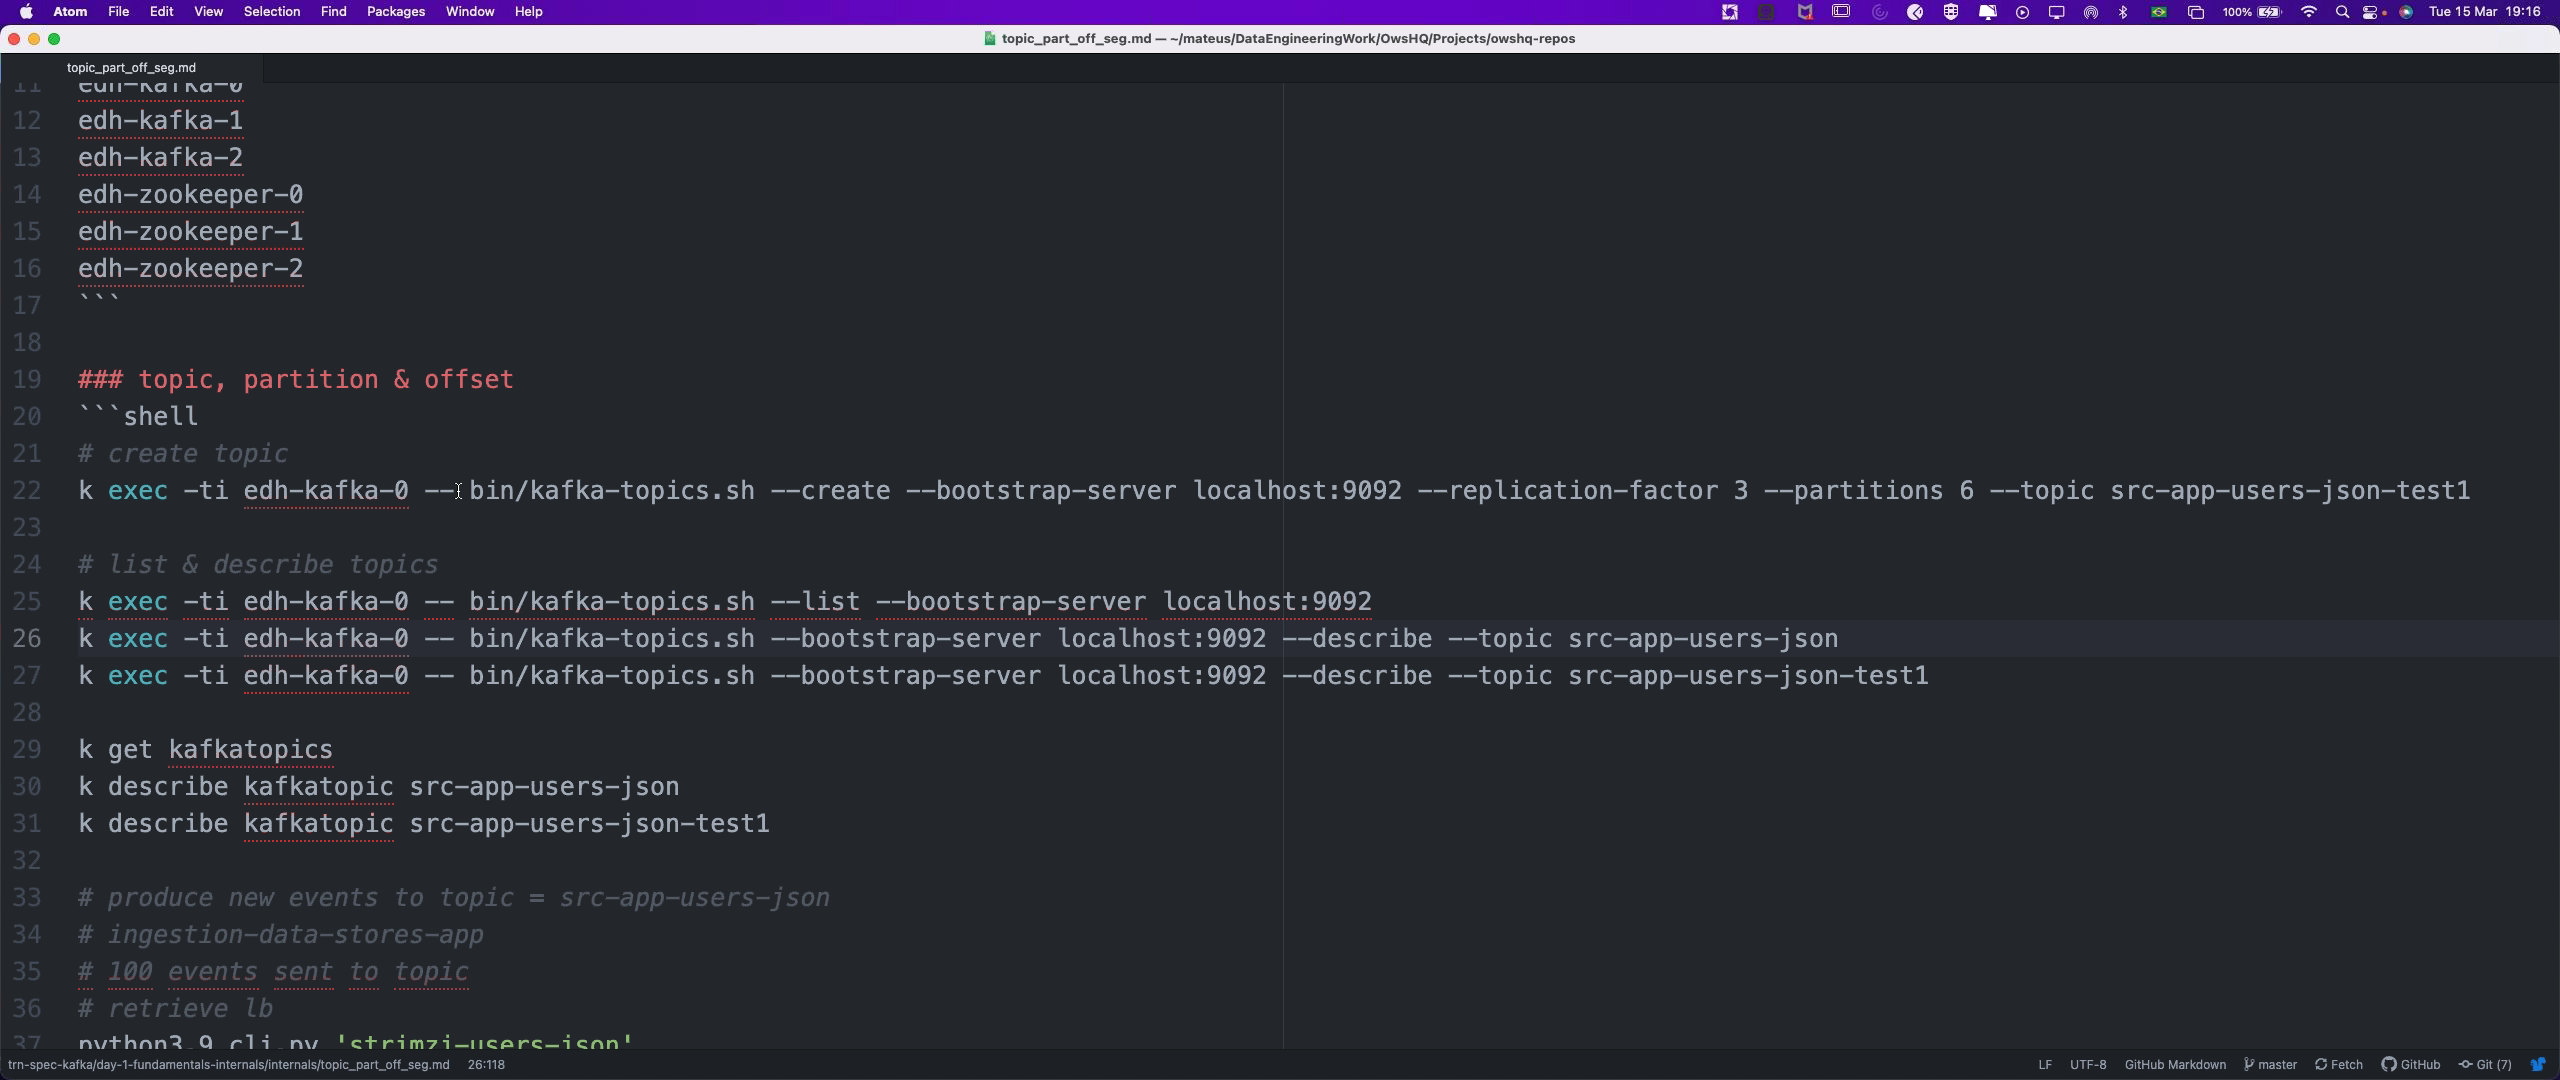 Atom File Edit View Selection Find Packages Window Help 100% Tue 15 Mar 19:16
topic_part_off_seg.md — ~/mateus/DataEngineeringWork/OwsHQ/Projects/owshq-repos
topic_part_off_seg.md
11 edh-kafka-0
12 edh-kafka-1
13 edh-kafka-2
14 edh-zookeeper-0
15 edh-zookeeper-1
16 edh-zookeeper-2
17 ```
18
19 ### topic, partition & offset
20 ```shell
21 # create topic
22 k exec -ti edh-kafka-0 -- bin/kafka-topics.sh --create --bootstrap-server localhost:9092 --replication-factor 3 --partitions 6 --topic src-app-users-json-test1
23
24 # list & describe topics
25 k exec -ti edh-kafka-0 -- bin/kafka-topics.sh --list --bootstrap-server localhost:9092
26 k exec -ti edh-kafka-0 -- bin/kafka-topics.sh --bootstrap-server localhost:9092 --describe --topic src-app-users-json
27 k exec -ti edh-kafka-0 -- bin/kafka-topics.sh --bootstrap-server localhost:9092 --describe --topic src-app-users-json-test1
28
29 k get kafkatopics
30 k describe kafkatopic src-app-users-json
31 k describe kafkatopic src-app-users-json-test1
32
33 # produce new events to topic = src-app-users-json
34 # ingestion-data-stores-app
35 # 100 events sent to topic
36 # retrieve lb
37 python3.9 cli.py 'strimzi-users-json'
trn-spec-kafka/day-1-fundamentals-internals/internals/topic_part_off_seg.md 26:118 LF UTF-8 GitHub Markdown master Fetch GitHub Git (7)